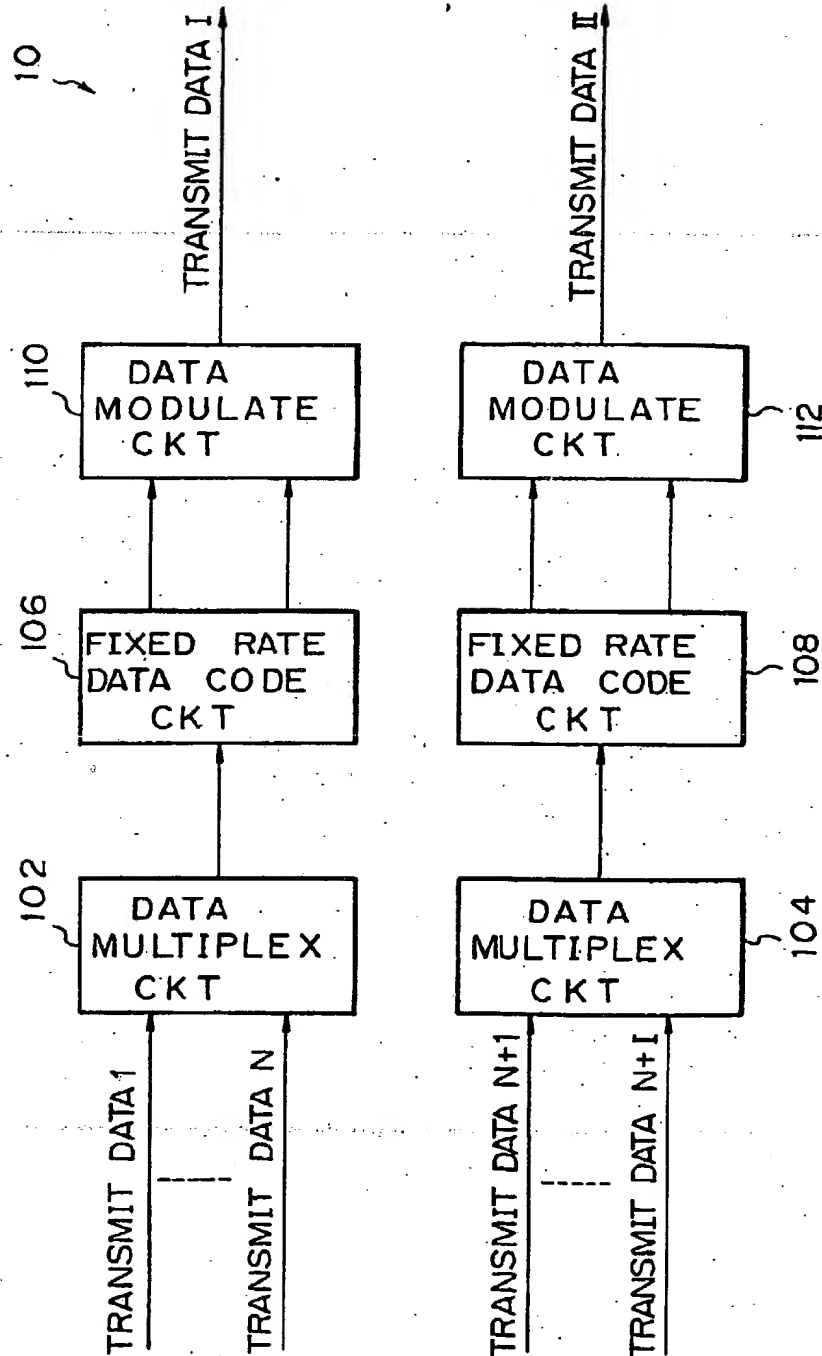 10
TRANSMIT DATA I
TRANSMIT DATA II
110
DATA
MODULATE
CKT
DATA
MODULATE
CKT
112
106
FIXED RATE
DATA CODE
CKT
FIXED RATE
DATA CODE
CKT
108
102
DATA
MULTIPLEX
CKT
DATA
MULTIPLEX
CKT
104
TRANSMIT DATA 1
TRANSMIT DATA N
TRANSMIT DATA N+1
TRANSMIT DATA N+I